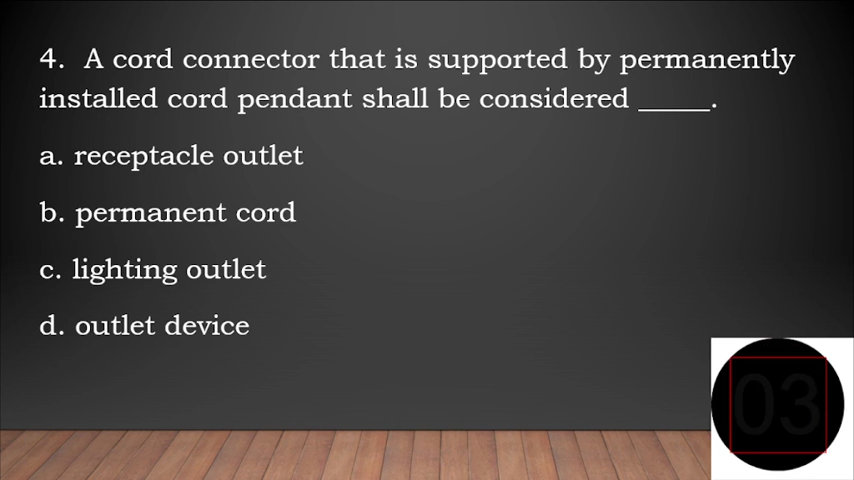 4.  A cord connector that is supported by permanently
installed cord pendant shall be considered _____.
a. receptacle outlet
b. permanent cord
c. lighting outlet
d. outlet device
03